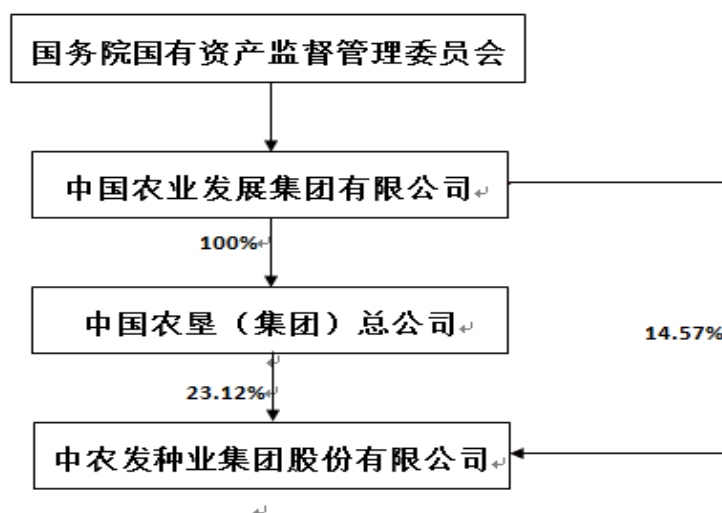 国务院国有资产监督管理委员会
中国农业发展集团有限公司
100%
中国农垦（集团）总公司
14.57%
23.12%
中农发种业集团股份有限公司